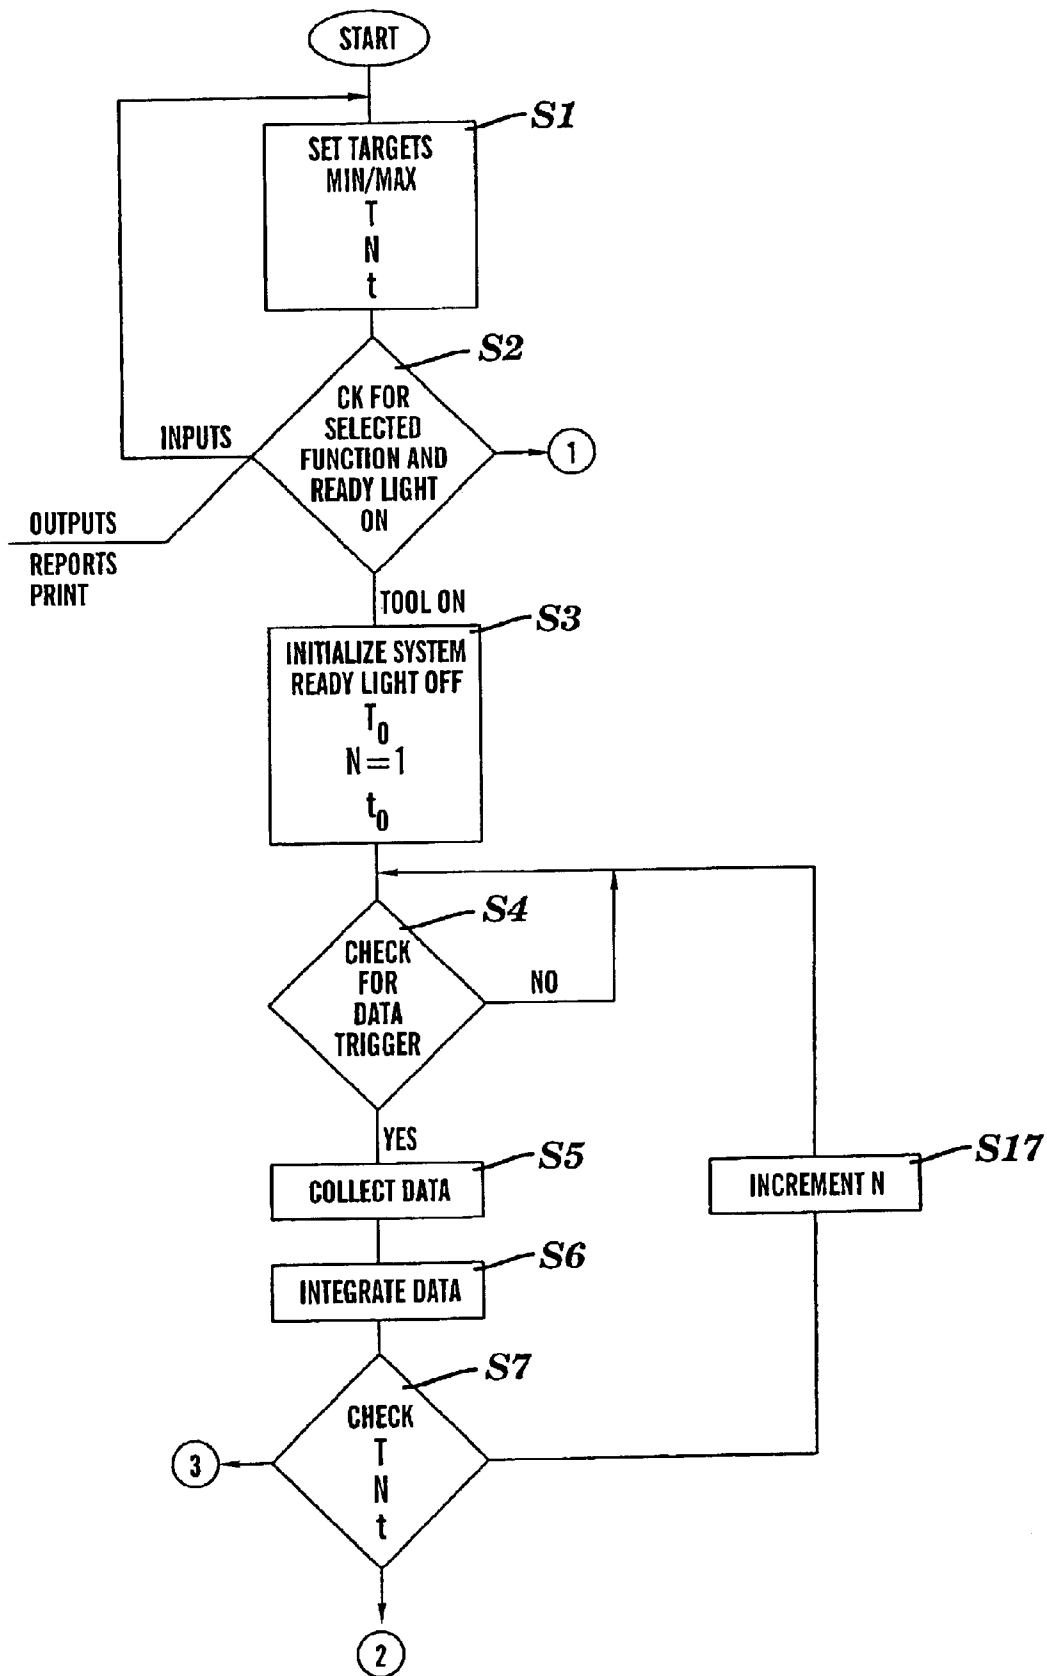 START
S1
SET TARGETS
MIN/MAX
T
N
t
S2
CK FOR
SELECTED
FUNCTION AND
READY LIGHT
ON
INPUTS
1
OUTPUTS
REPORTS
PRINT
TOOL ON
S3
INITIALIZE SYSTEM
READY LIGHT OFF
T0
N=1
t0
S4
CHECK
FOR
DATA
TRIGGER
NO
YES
S5
COLLECT DATA
S17
INCREMENT N
S6
INTEGRATE DATA
S7
CHECK
T
N
t
3
2